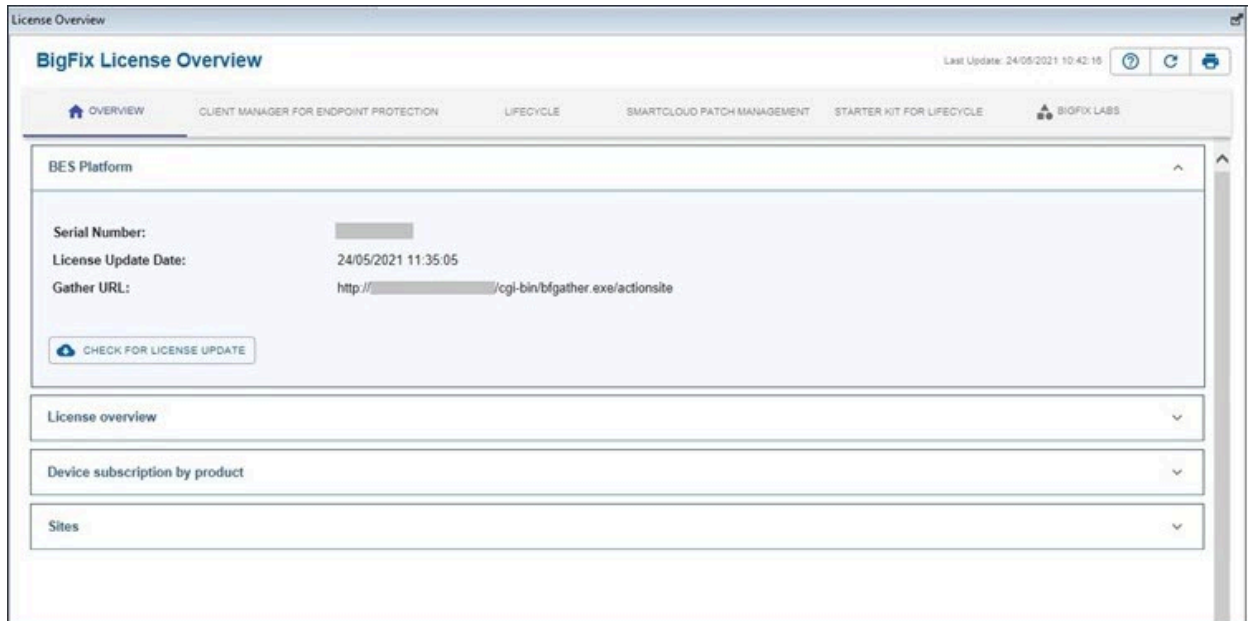 License Overview
BigFix License Overview
Last Update: 24/05/2021 10:42:16
OVERVIEW CLIENT MANAGER FOR ENDPOINT PROTECTION LIFECYCLE SMARTCLOUD PATCH MANAGEMENT STARTER KIT FOR LIFECYCLE BIGFIX LABS
BES Platform
Serial Number:
License Update Date: 24/05/2021 11:35:05
Gather URL: http:// /cgi-bin/bfgather.exe/actionsite
CHECK FOR LICENSE UPDATE
License overview
Device subscription by product
Sites